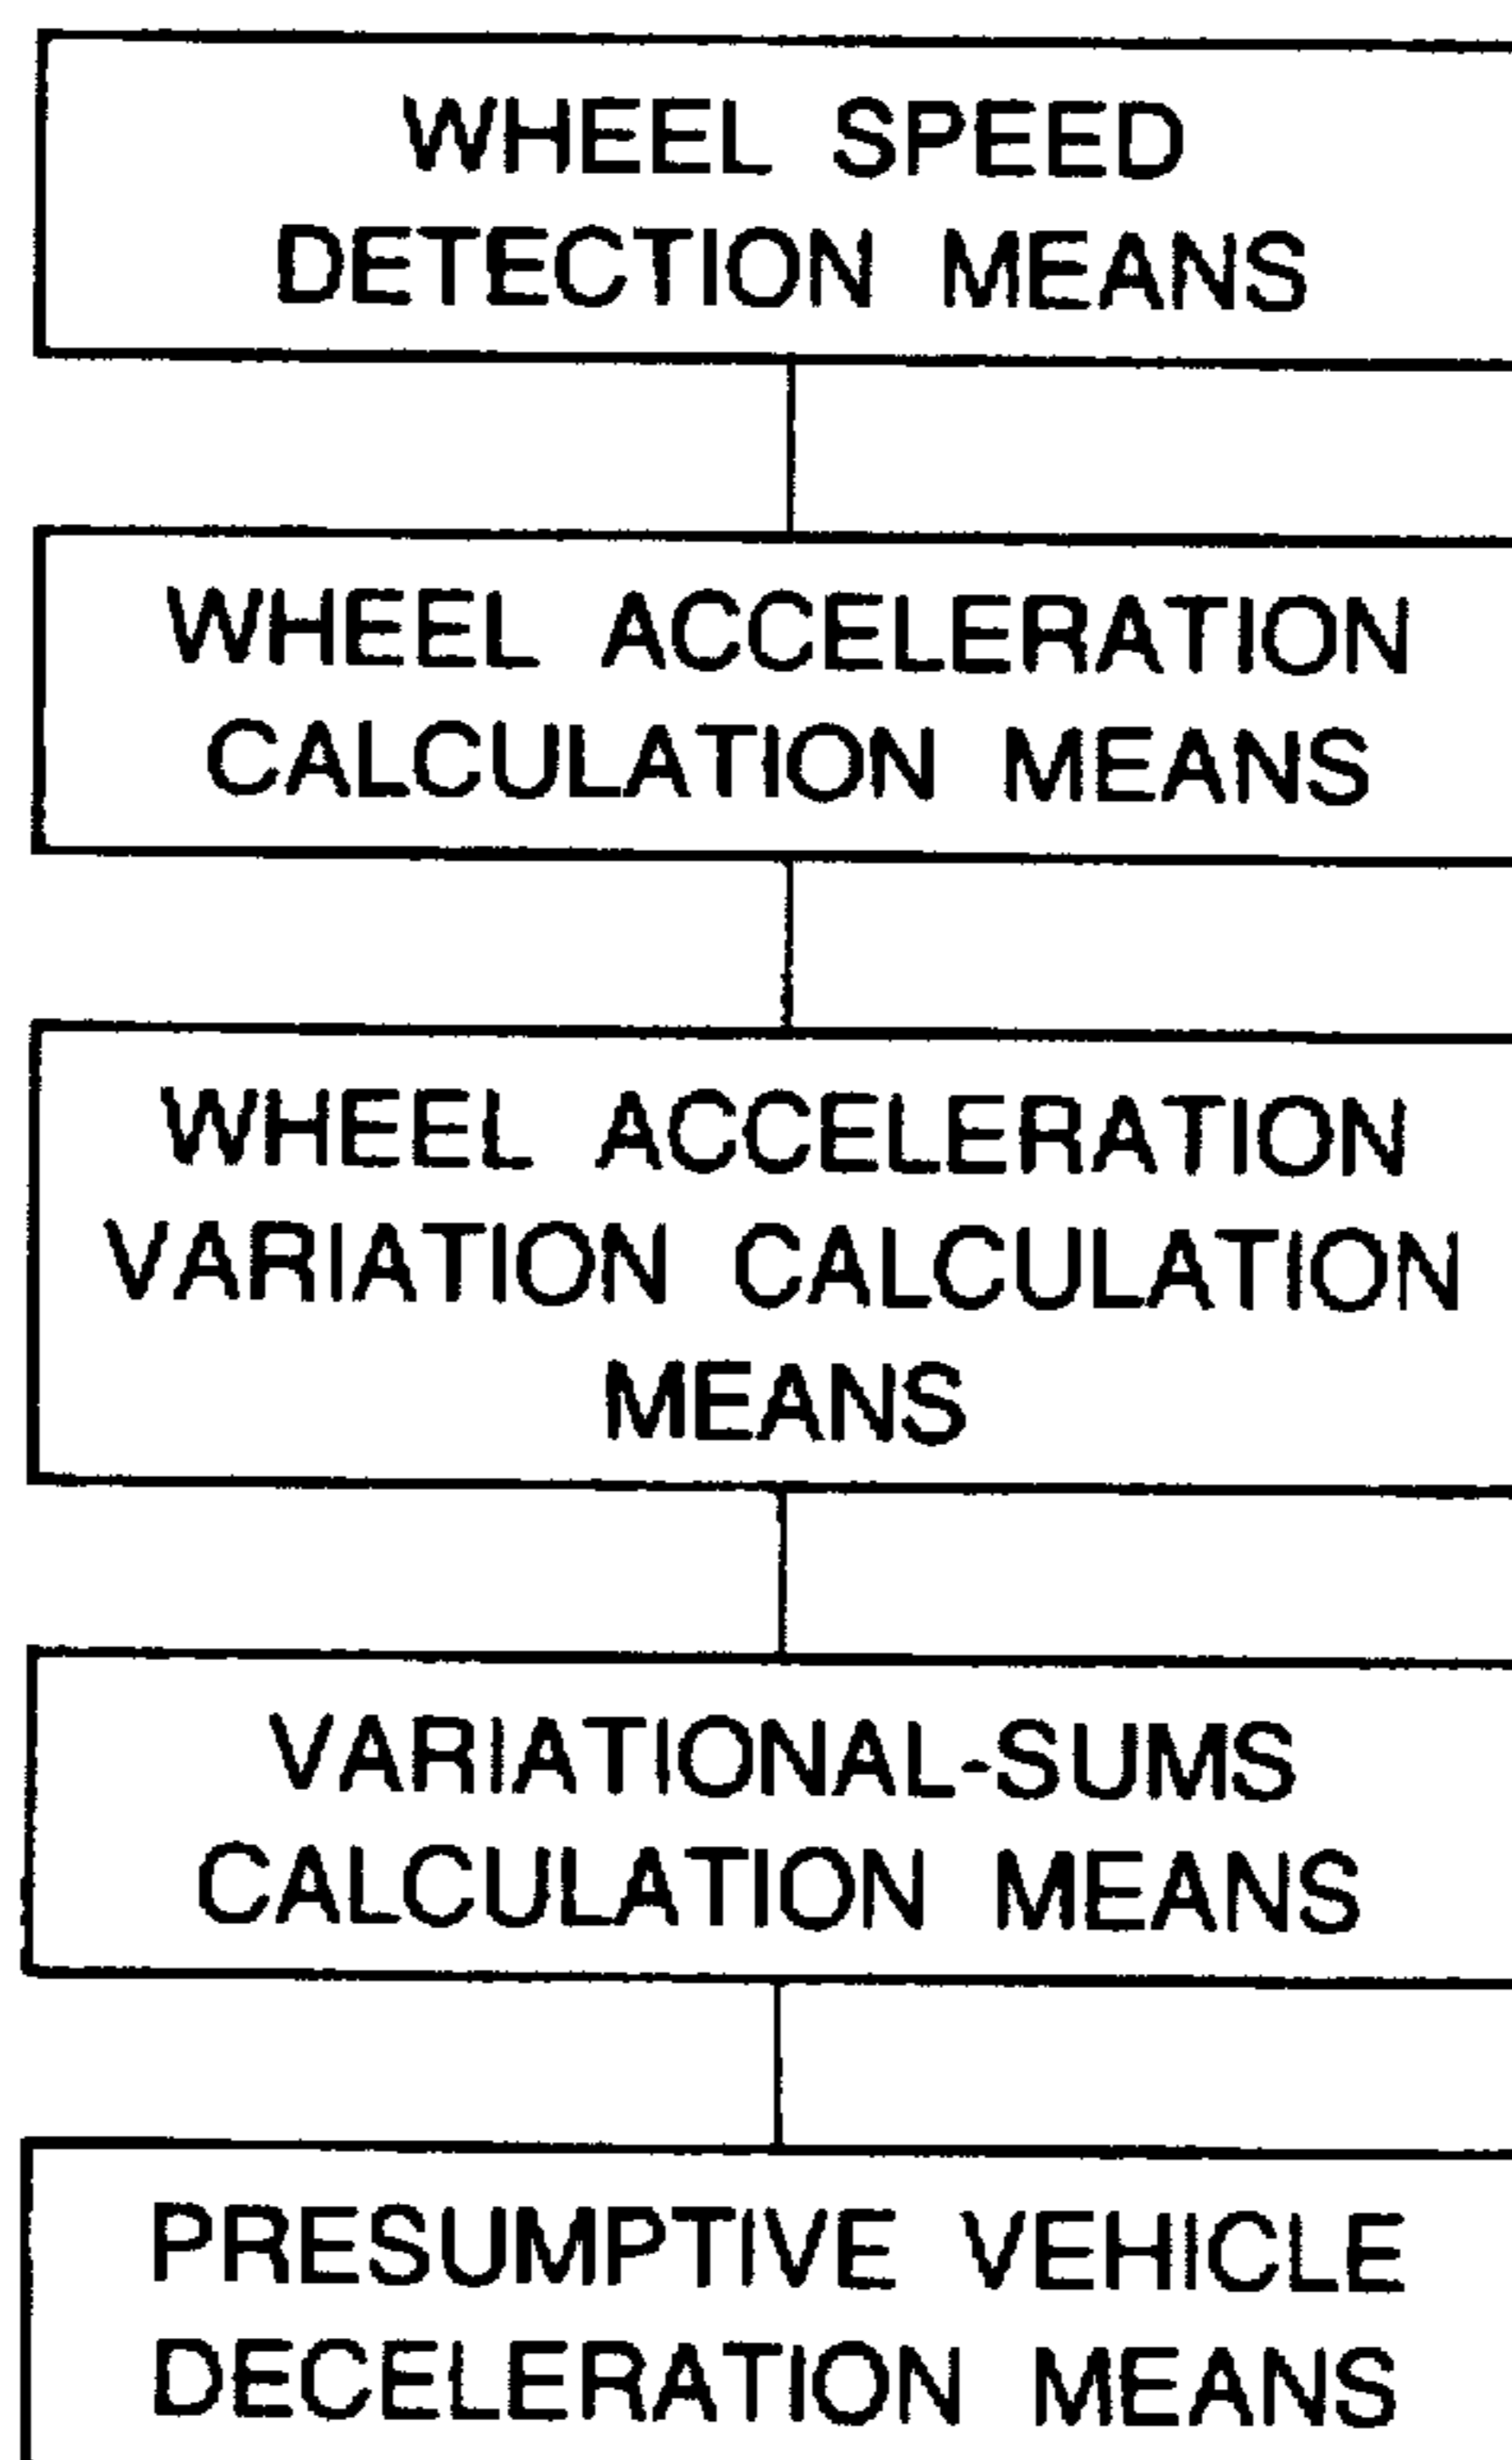 WHEEL SPEED
DETECTION MEANS
WHEEL ACCELERATION
CALCULATION MEANS
WHEEL ACCELERATION
VARIATION CALCULATION
MEANS
VARIATIONAL-SUMS
CALCULATION MEANS
PRESUMPTIVE VEHICLE
DECELERATION MEANS